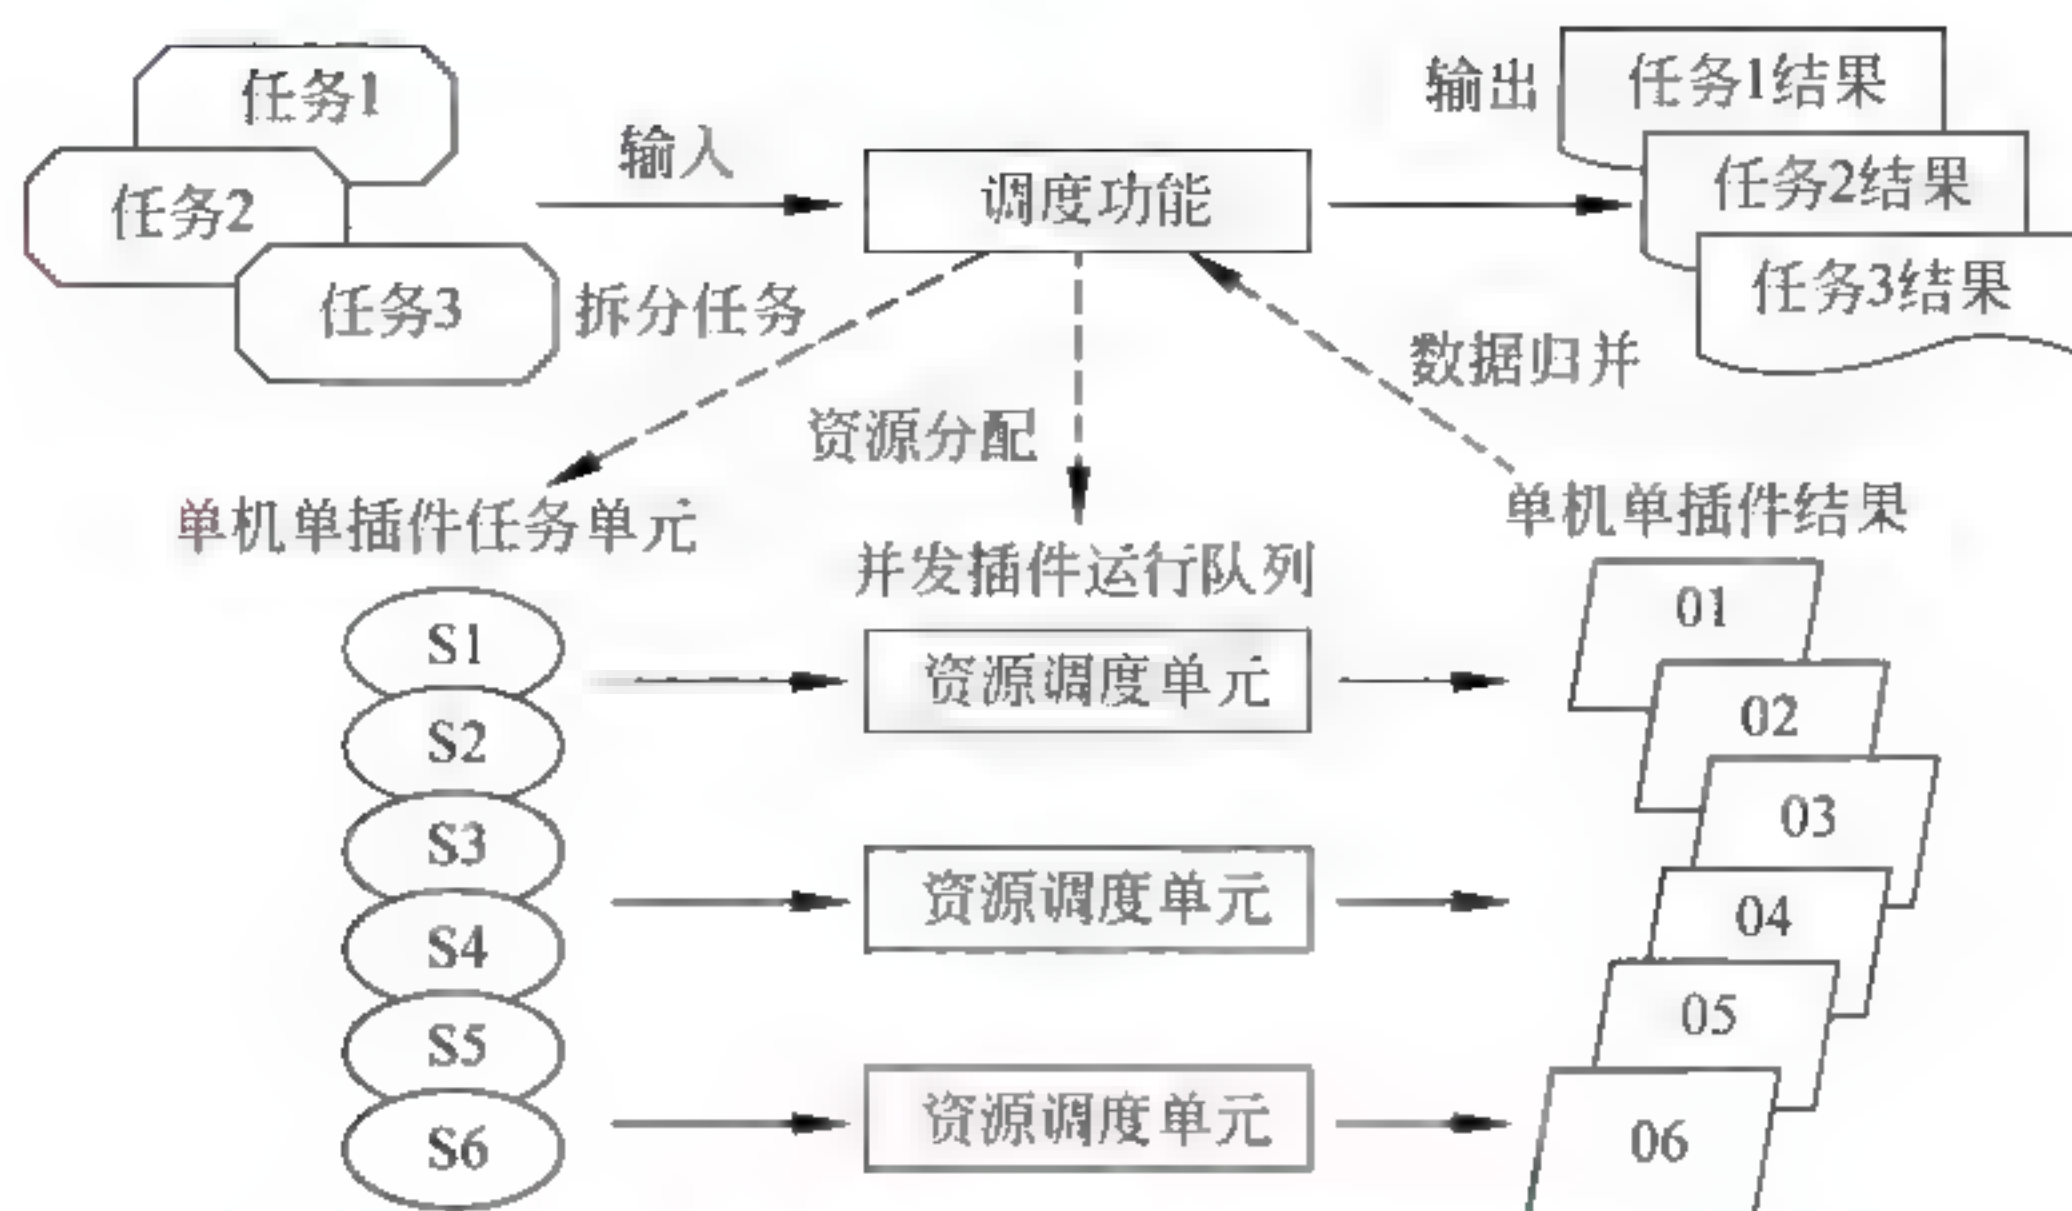 任务1
任务2
任务3
输入
调度功能
输出
任务1结果
任务2结果
任务3结果
拆分任务
资源分配
数据归并
单机单插件任务单元
并发插件运行队列
单机单插件结果
S1
S2
S3
S4
S5
S6
资源调度单元
资源调度单元
资源调度单元
01
02
03
04
05
06